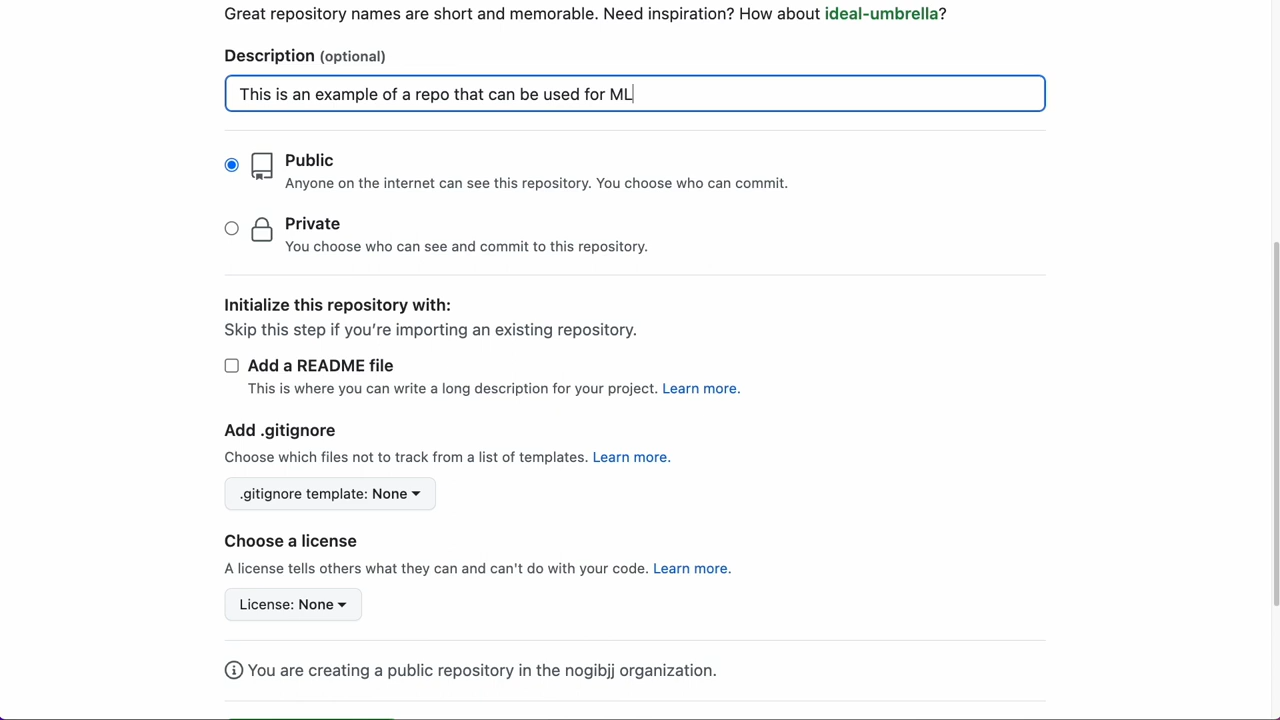 Great repository names are short and memorable. Need inspiration? How about ideal-umbrella?
Description (optional)
This is an example of a repo that can be used for ML
Public
Anyone on the internet can see this repository. You choose who can commit.
Private
You choose who can see and commit to this repository.
Initialize this repository with:
Skip this step if you’re importing an existing repository.
Add a README file
This is where you can write a long description for your project. Learn more.
Add .gitignore
Choose which files not to track from a list of templates. Learn more.
.gitignore template: None
Choose a license
A license tells others what they can and can't do with your code. Learn more.
License: None
You are creating a public repository in the nogibjj organization.